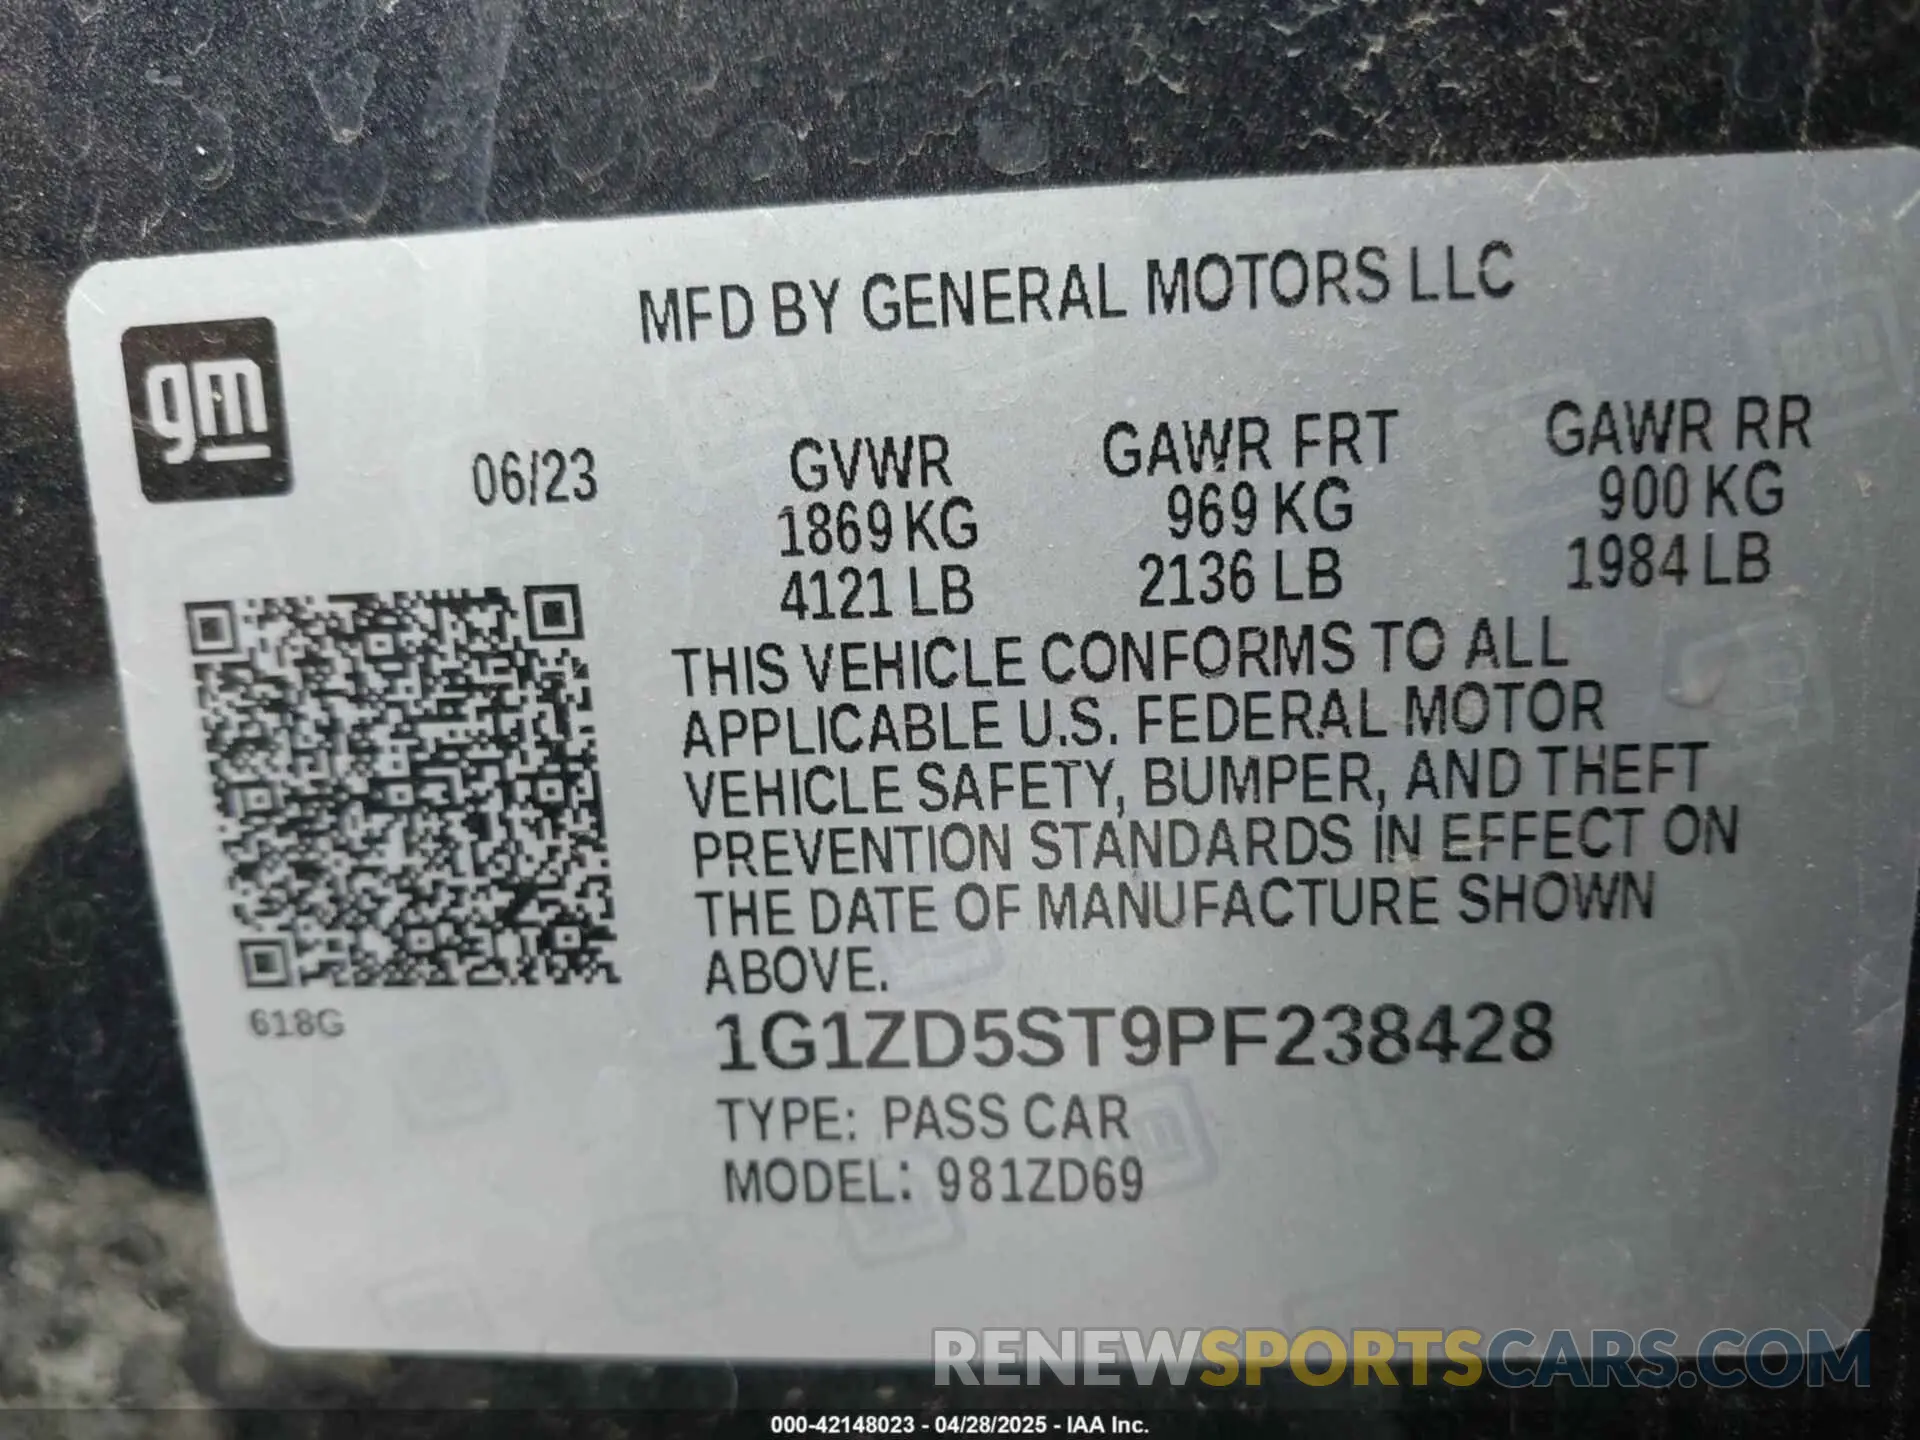 MFD BY GENERAL MOTORS LLC
gm
06/23
GVWR
1869 KG
4121 LB
GAWR FRT
969 KG
2136 LB
GAWR RR
900 KG
1984 LB
THIS VEHICLE CONFORMS TO ALL
APPLICABLE U.S. FEDERAL MOTOR
VEHICLE SAFETY, BUMPER, AND THEFT
PREVENTION STANDARDS IN EFFECT ON
THE DATE OF MANUFACTURE SHOWN
ABOVE.
618G
1G1ZD5ST9PF238428
TYPE: PASS CAR
MODEL: 981ZD69
RENEWSPORTSCARS.COM
000-42148023 - 04/28/2025 - IAA Inc.